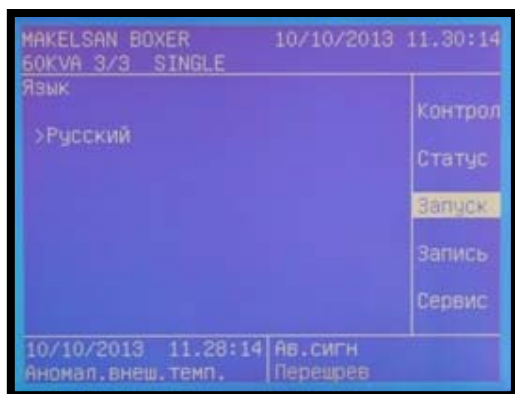 MAKELSAN BOXER 10/10/2013 11.30:14
60KVA 3/3 SINGLE
Язык
Контрол
>Русский
Статус
Запуск
Запись
Сервис
10/10/2013 11.28:14 Ав.сигн
Аномал.внеш.темп. Перешрев